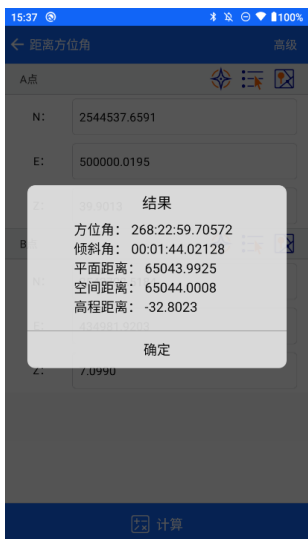 15:37 100%
距离方位角 高级
A点
N: 2544537.6591
E: 500000.0195
Z: 39.9013
结果
方位角: 268:22:59.70572
倾斜角: 00:01:44.02128
平面距离: 65043.9925
空间距离: 65044.0008
高程距离: -32.8023
确定
B
N:
Z: 7.0990
计算